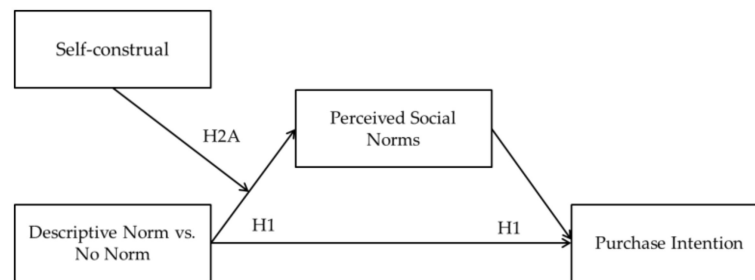 Self-construal
H2A
Perceived Social
Norms
H1
H1
Descriptive Norm vs.
No Norm
Purchase Intention